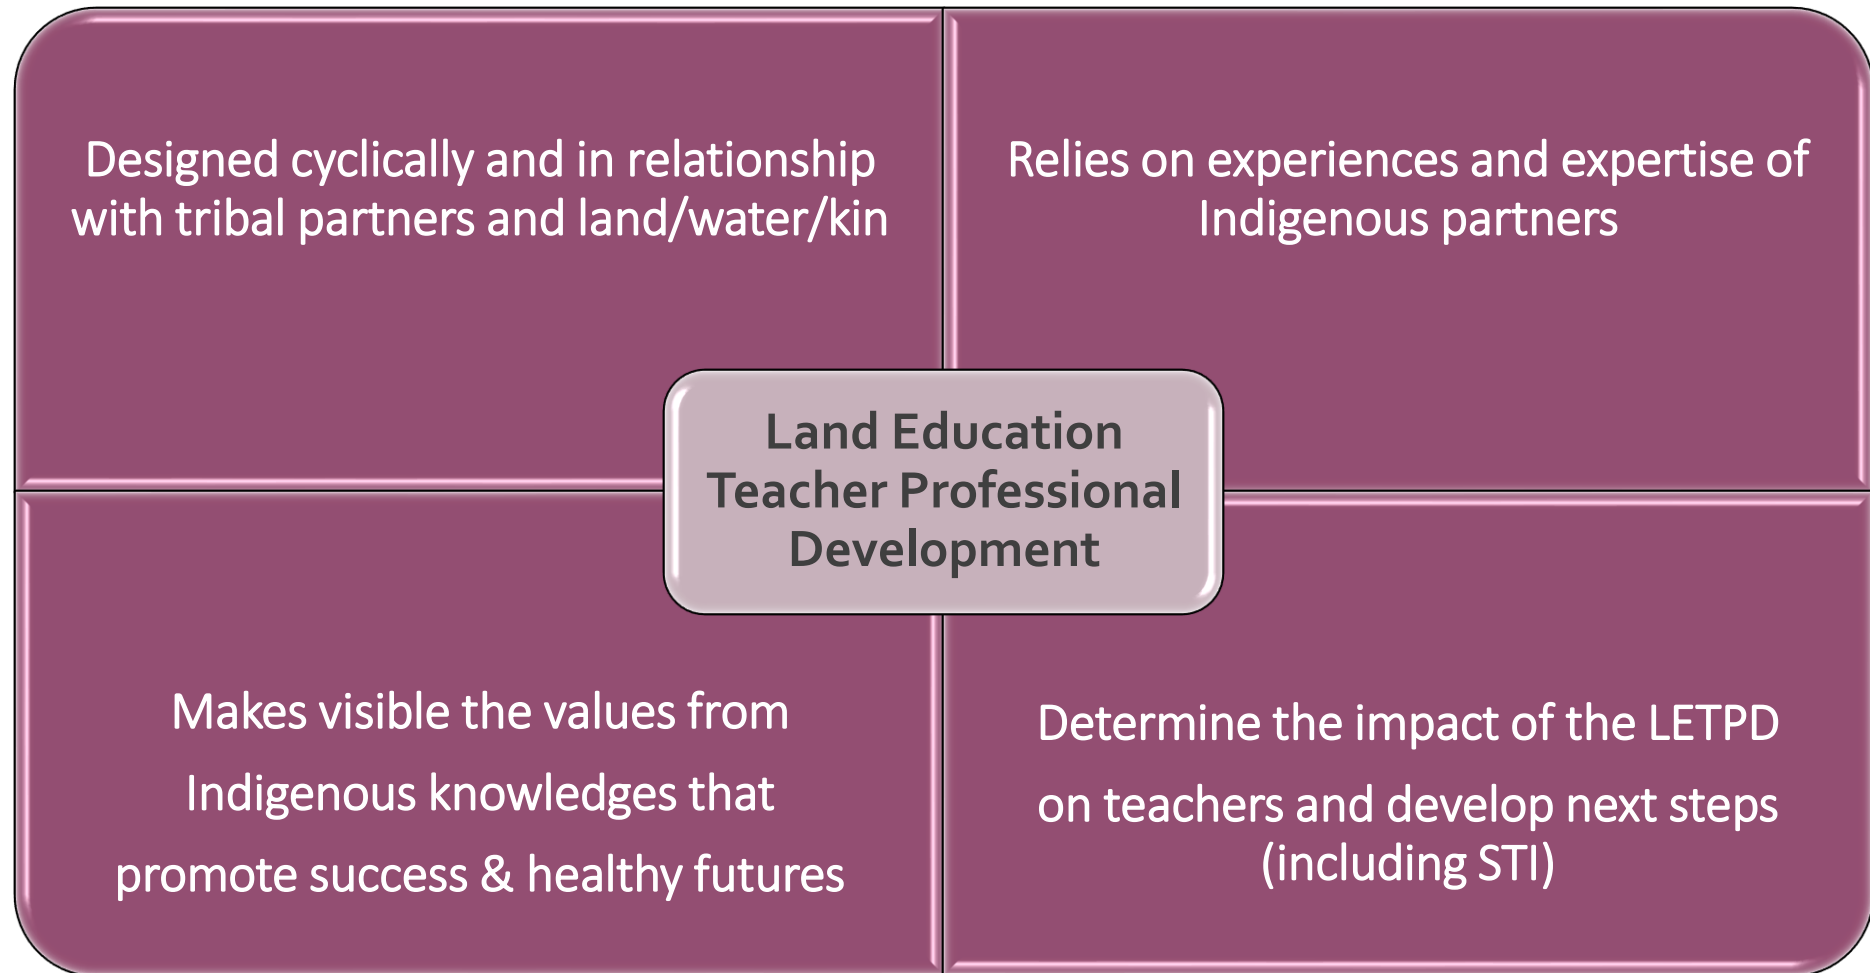 Designed cyclically and in relationship
with tribal partners and land/water/kin
Relies on experiences and expertise of
Indigenous partners
Land Education
Teacher Professional
Development
Makes visible the values from
Indigenous knowledges that
promote success & healthy futures
Determine the impact of the LETPD
on teachers and develop next steps
(including STI)